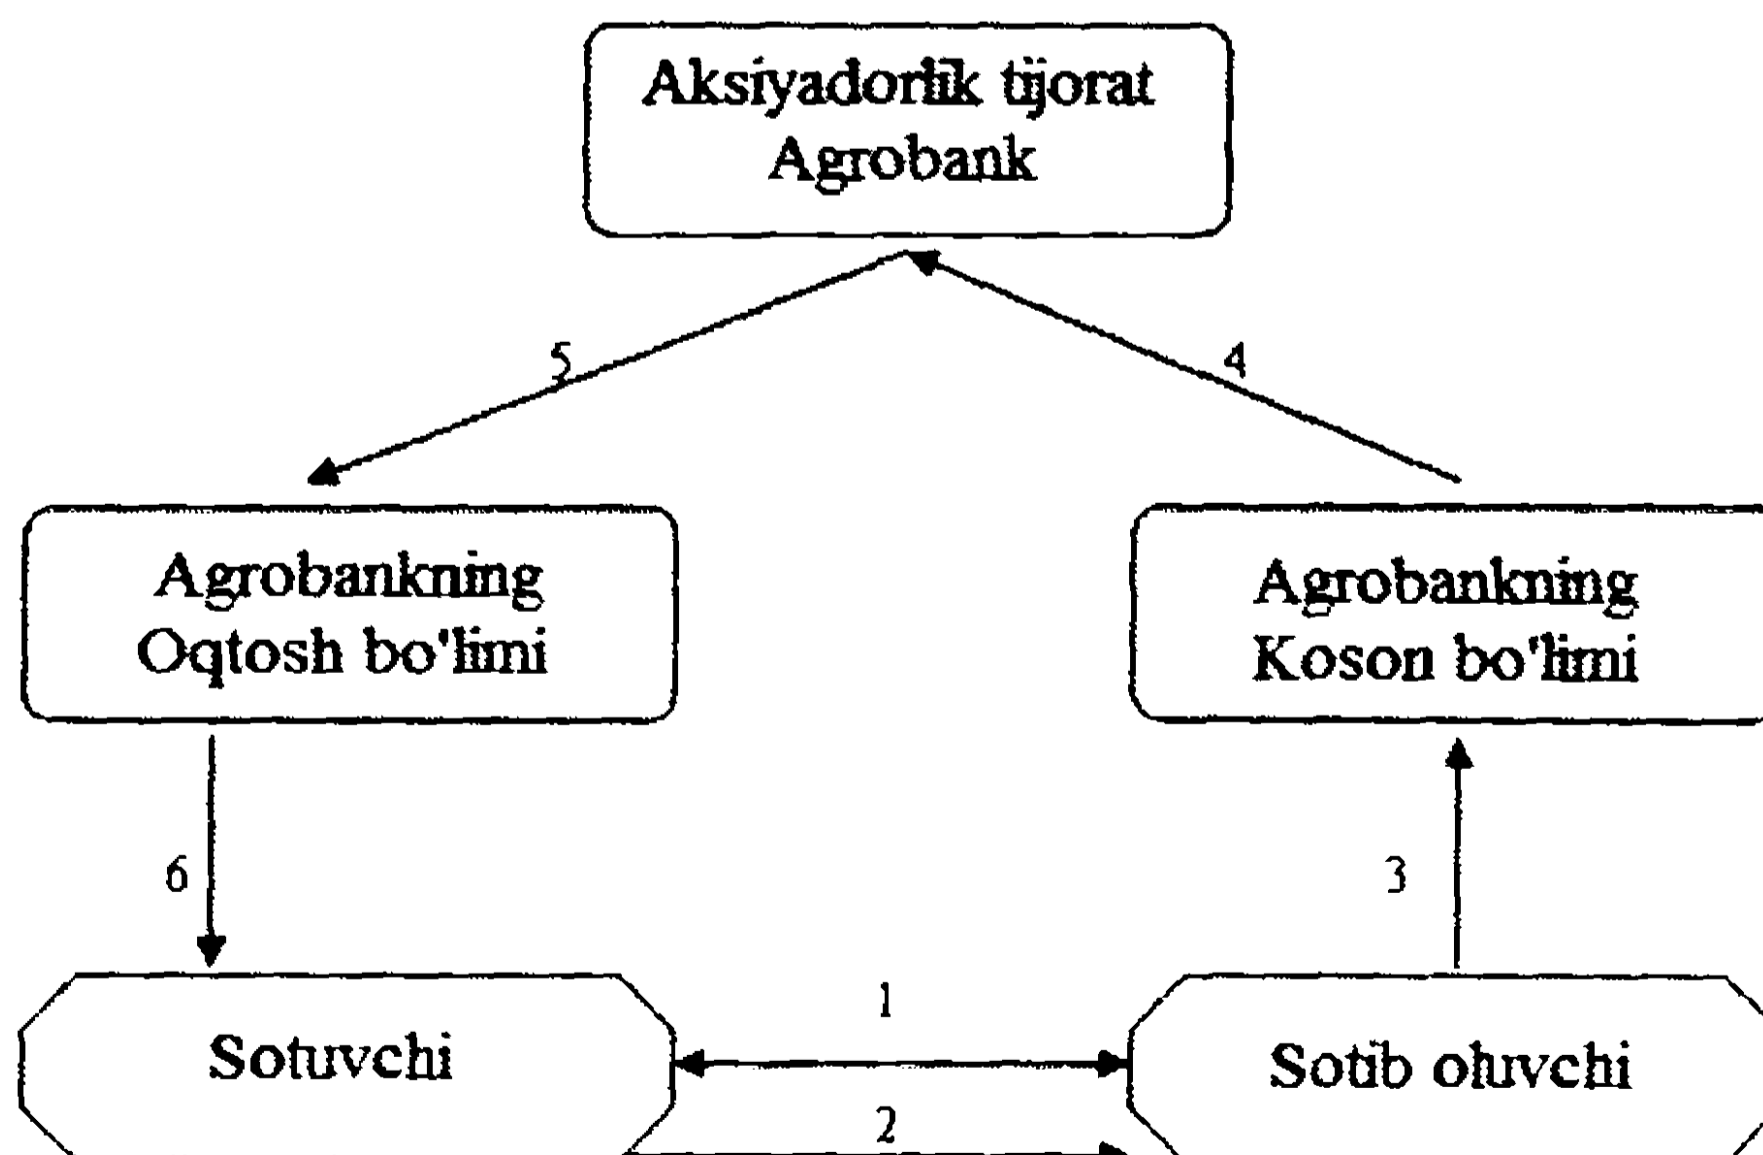 Aksiyadorlik tijorat
Agrobank
5
4
Agrobankning
Oqtosh bo'limi
Agrobankning
Koson bo'limi
6
3
1
Sotuvchi
Sotib oluvchi
2